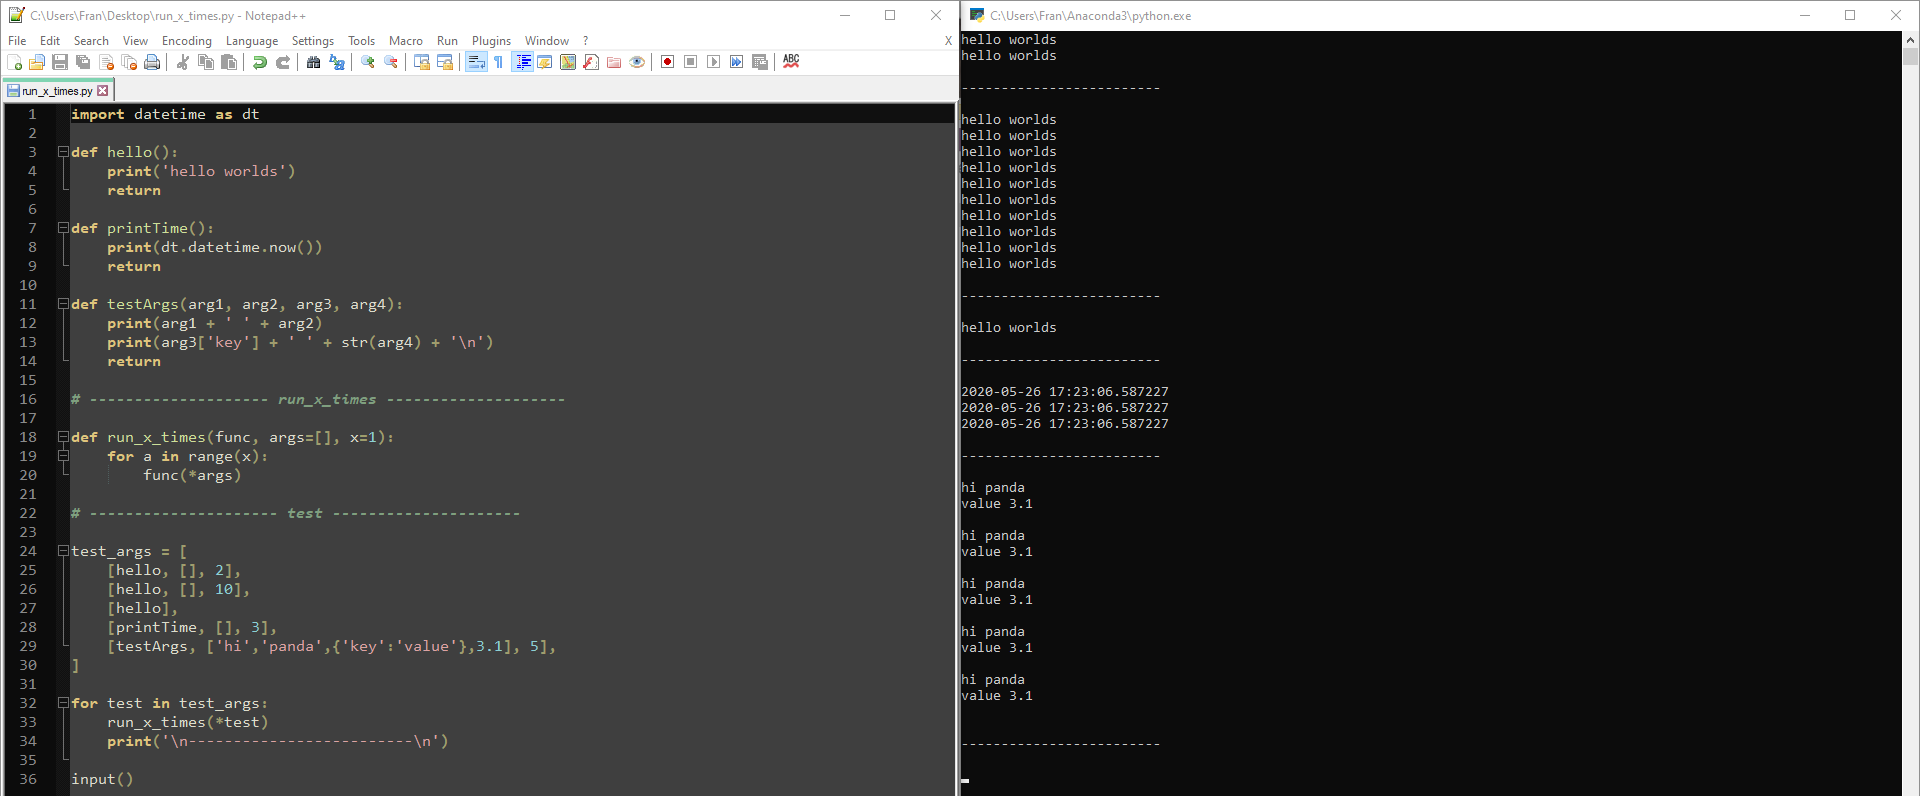 C:\Users\Fran\Desktop\run_x_times.py - Notepad++
File Edit Search View Encoding Language Settings Tools Macro Run Plugins Window ? X
ABC
run_x_times.py
1 import datetime as dt
2
3 def hello():
4     print('hello worlds')
5     return
6
7 def printTime():
8     print(dt.datetime.now())
9     return
10
11 def testArgs(arg1, arg2, arg3, arg4):
12     print(arg1 + ' ' + arg2)
13     print(arg3['key'] + ' ' + str(arg4) + '\n')
14     return
15
16 # -------------------- run_x_times --------------------
17
18 def run_x_times(func, args=[], x=1):
19     for a in range(x):
20         func(*args)
21
22 # --------------------- test ---------------------
23
24 test_args = [
25     [hello, [], 2],
26     [hello, [], 10],
27     [hello],
28     [printTime, [], 3],
29     [testArgs, ['hi','panda',{'key':'value'},3.1], 5],
30 ]
31
32 for test in test_args:
33     run_x_times(*test)
34     print('\n-------------------------\n')
35
36 input()
C:\Users\Fran\Anaconda3\python.exe
hello worlds
hello worlds
-------------------------
hello worlds
hello worlds
hello worlds
hello worlds
hello worlds
hello worlds
hello worlds
hello worlds
hello worlds
hello worlds
-------------------------
hello worlds
-------------------------
2020-05-26 17:23:06.587227
2020-05-26 17:23:06.587227
2020-05-26 17:23:06.587227
-------------------------
hi panda
value 3.1
hi panda
value 3.1
hi panda
value 3.1
hi panda
value 3.1
hi panda
value 3.1
-------------------------